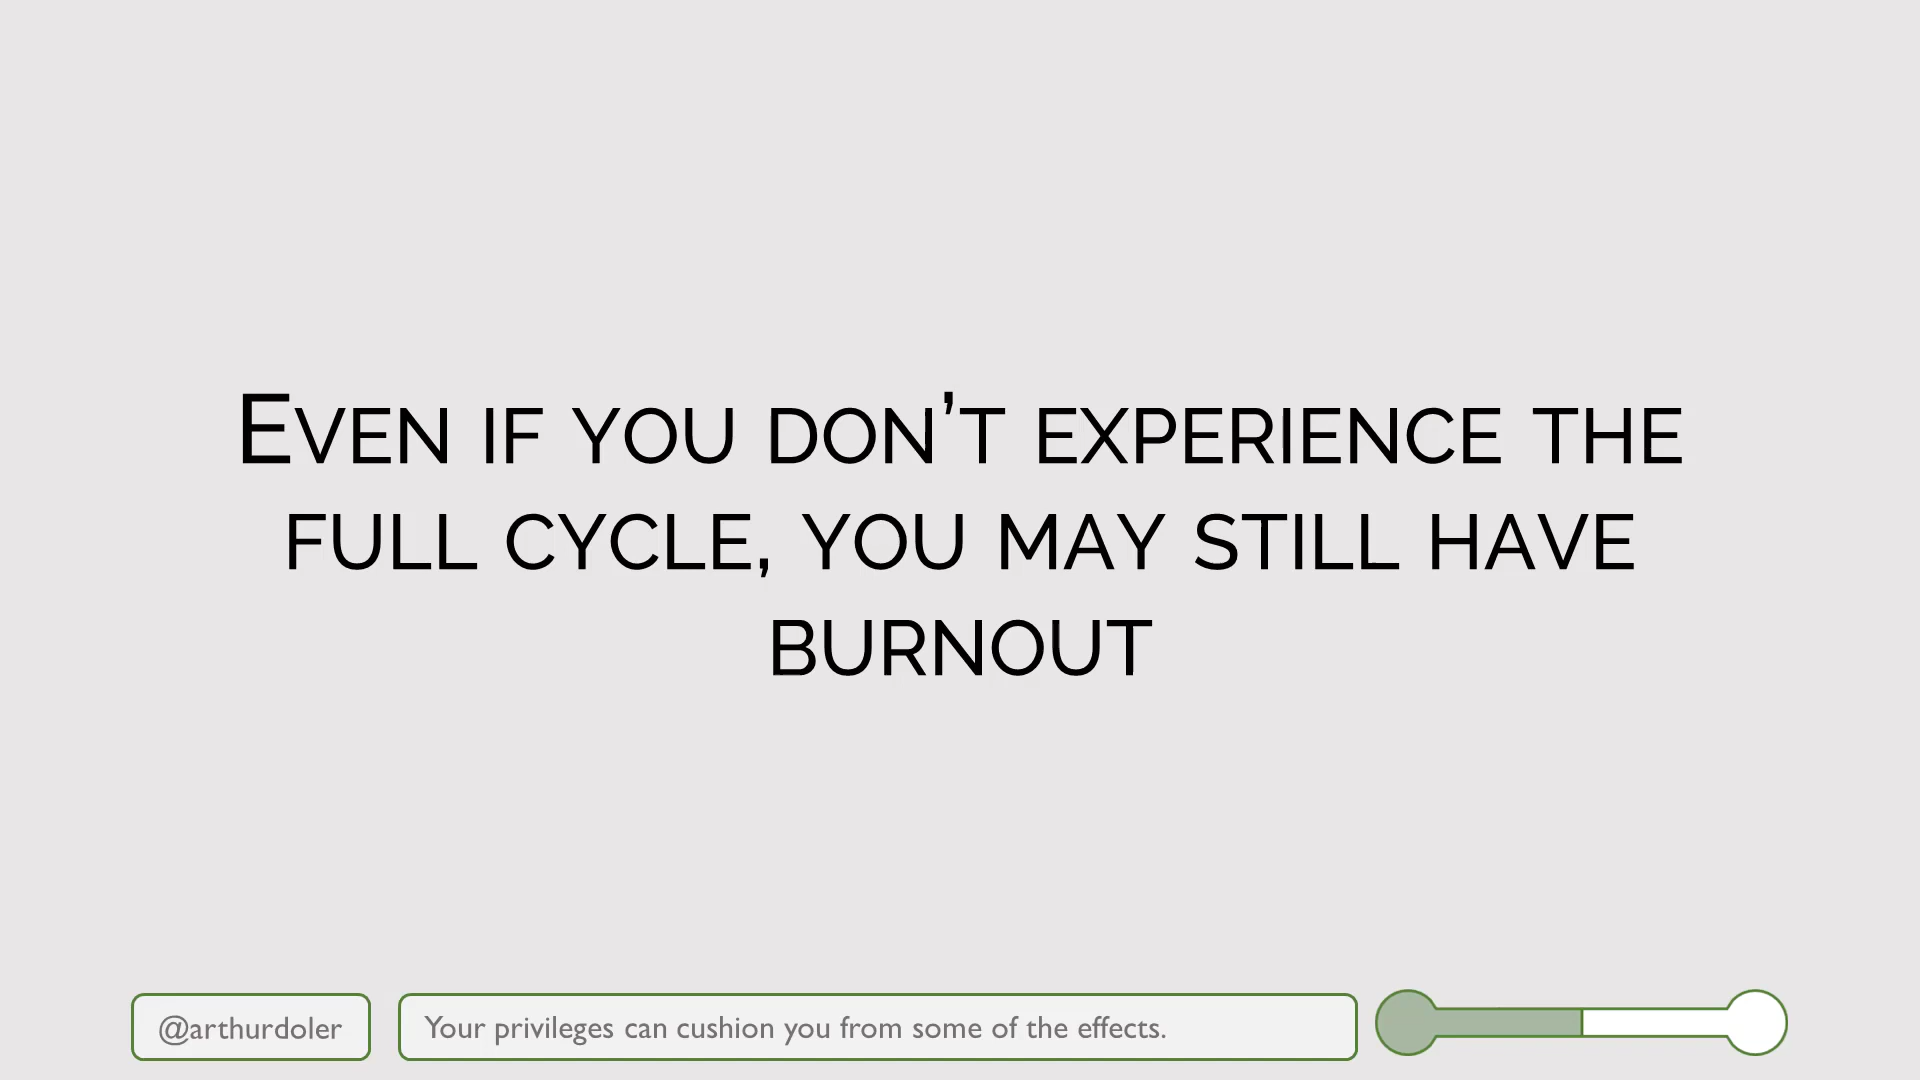 Even if you don’t experience the
full cycle, you may still have
burnout
@arthurdoler
Your privileges can cushion you from some of the effects.